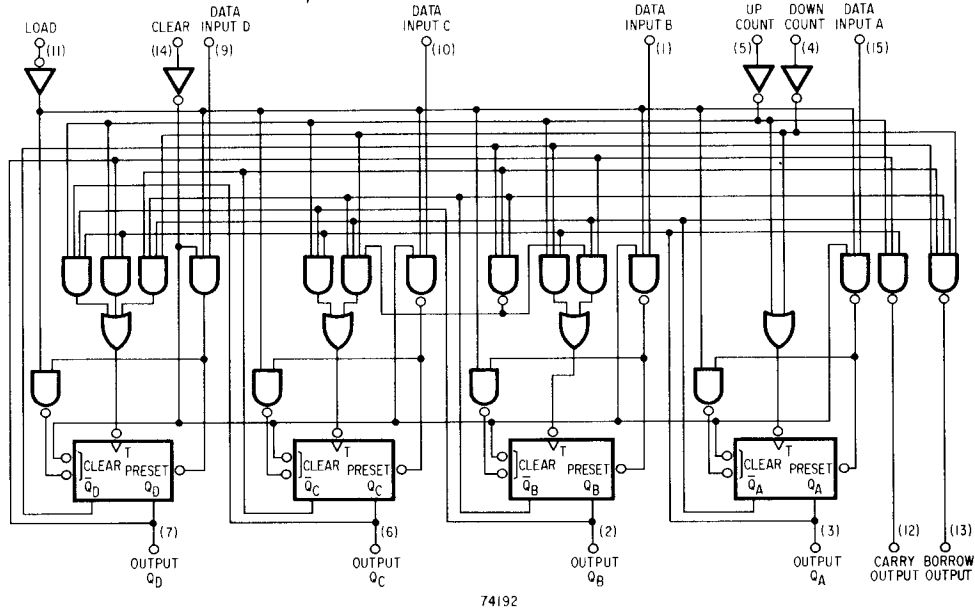 LOAD
(11)
CLEAR
(14)
DATA
INPUT D
(9)
DATA
INPUT C
(10)
DATA
INPUT B
(1)
UP
COUNT
(5)
DOWN
COUNT
(4)
DATA
INPUT A
(15)
T
CLEAR PRESET
Q̅D QD
T
CLEAR PRESET
Q̅C QC
T
CLEAR PRESET
Q̅B QB
T
CLEAR PRESET
Q̅A QA
(7)
OUTPUT
QD
(6)
OUTPUT
QC
(2)
OUTPUT
QB
(3)
OUTPUT
QA
(12)
CARRY
OUTPUT
(13)
BORROW
OUTPUT
74192